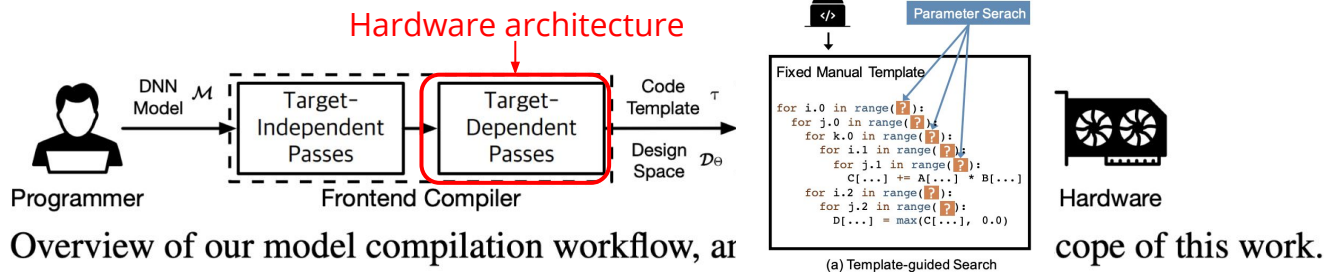 Hardware architecture
DNN
Model ℳ
Target-
Independent
Passes
Target-
Dependent
Passes
Code
Template τ
Design
Space 𝒟Θ
Programmer
Frontend Compiler
</>
Parameter Serach
Fixed Manual Template
for i.0 in range(?):
for j.0 in range(?):
for k.0 in range(?):
for i.1 in range(?):
for j.1 in range(?):
C[...] += A[...] * B[...]
for i.2 in range(?):
for j.2 in range(?):
D[...] = max(C[...], 0.0)
(a) Template-guided Search
Hardware
Overview of our model compilation workflow, an cope of this work.